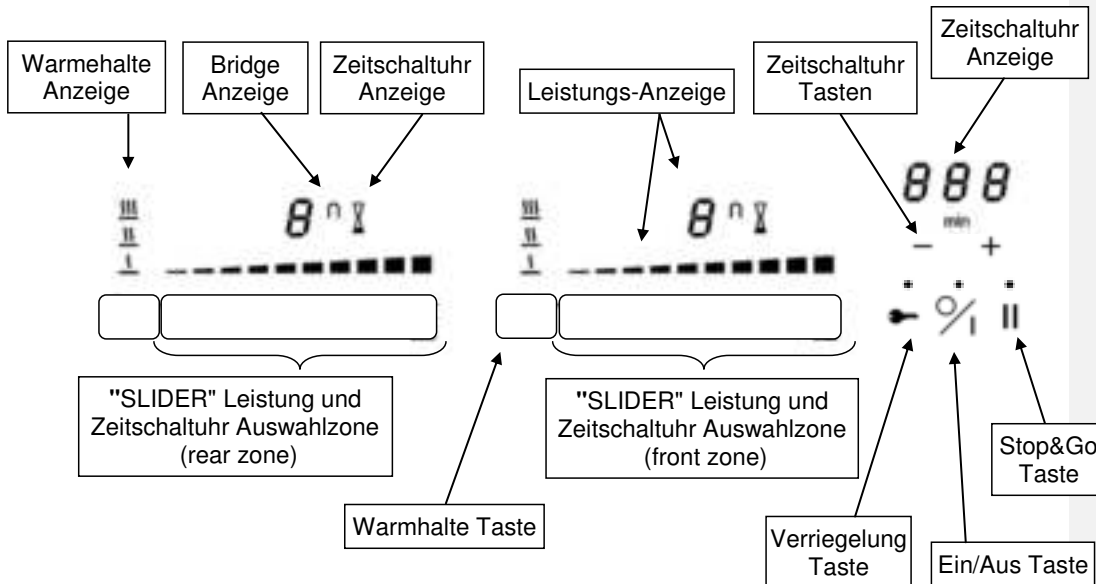 Warmehalte
Anzeige
Bridge
Anzeige
Zeitschaltuhr
Anzeige
Leistungs-Anzeige
Zeitschaltuhr
Tasten
Zeitschaltuhr
Anzeige
8
8
888
min
- +
"SLIDER" Leistung und
Zeitschaltuhr Auswahlzone
(rear zone)
"SLIDER" Leistung und
Zeitschaltuhr Auswahlzone
(front zone)
Warmhalte Taste
Verriegelung
Taste
Ein/Aus Taste
Stop&Go
Taste